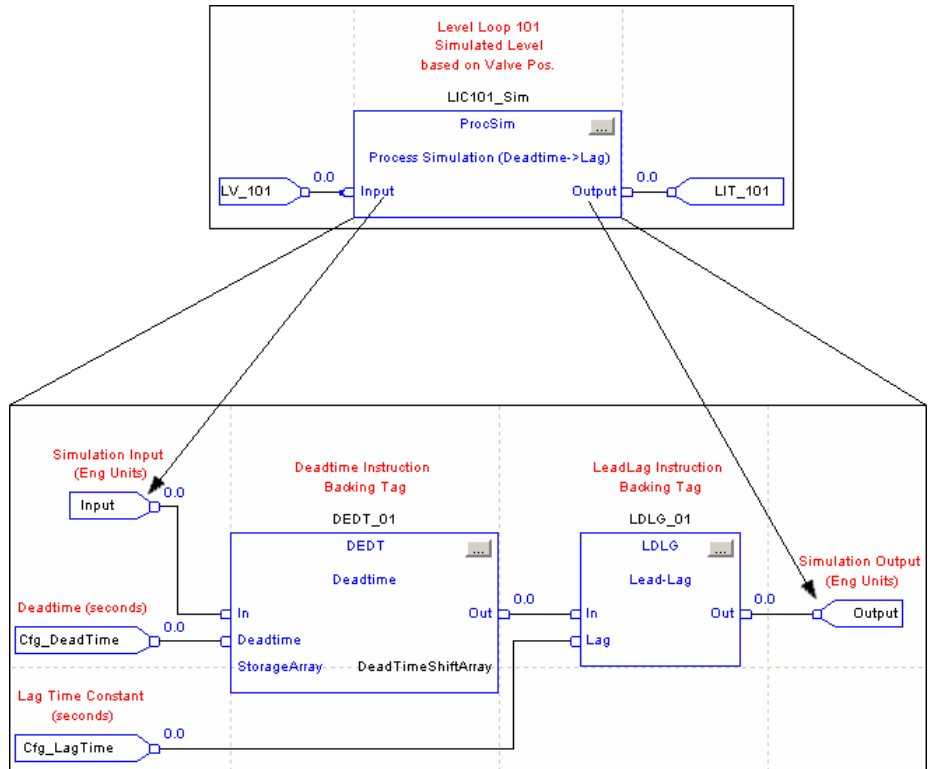 Level Loop 101
Simulated Level
based on Valve Pos.
LIC101_Sim
ProcSim
...
Process Simulation (Deadtime->Lag)
LV_101
0.0
Input
Output
0.0
LIT_101
Simulation Input
(Eng Units)
0.0
Input
Deadtime Instruction
Backing Tag
DEDT_01
DEDT
...
Deadtime
In
Out
0.0
Deadtime (seconds)
Cfg_DeadTime
0.0
Deadtime
StorageArray
DeadTimeShiftArray
LeadLag Instruction
Backing Tag
LDLG_01
LDLG
...
Lead-Lag
In
Out
0.0
Lag
Simulation Output
(Eng Units)
Output
Lag Time Constant
(seconds)
Cfg_LagTime
0.0